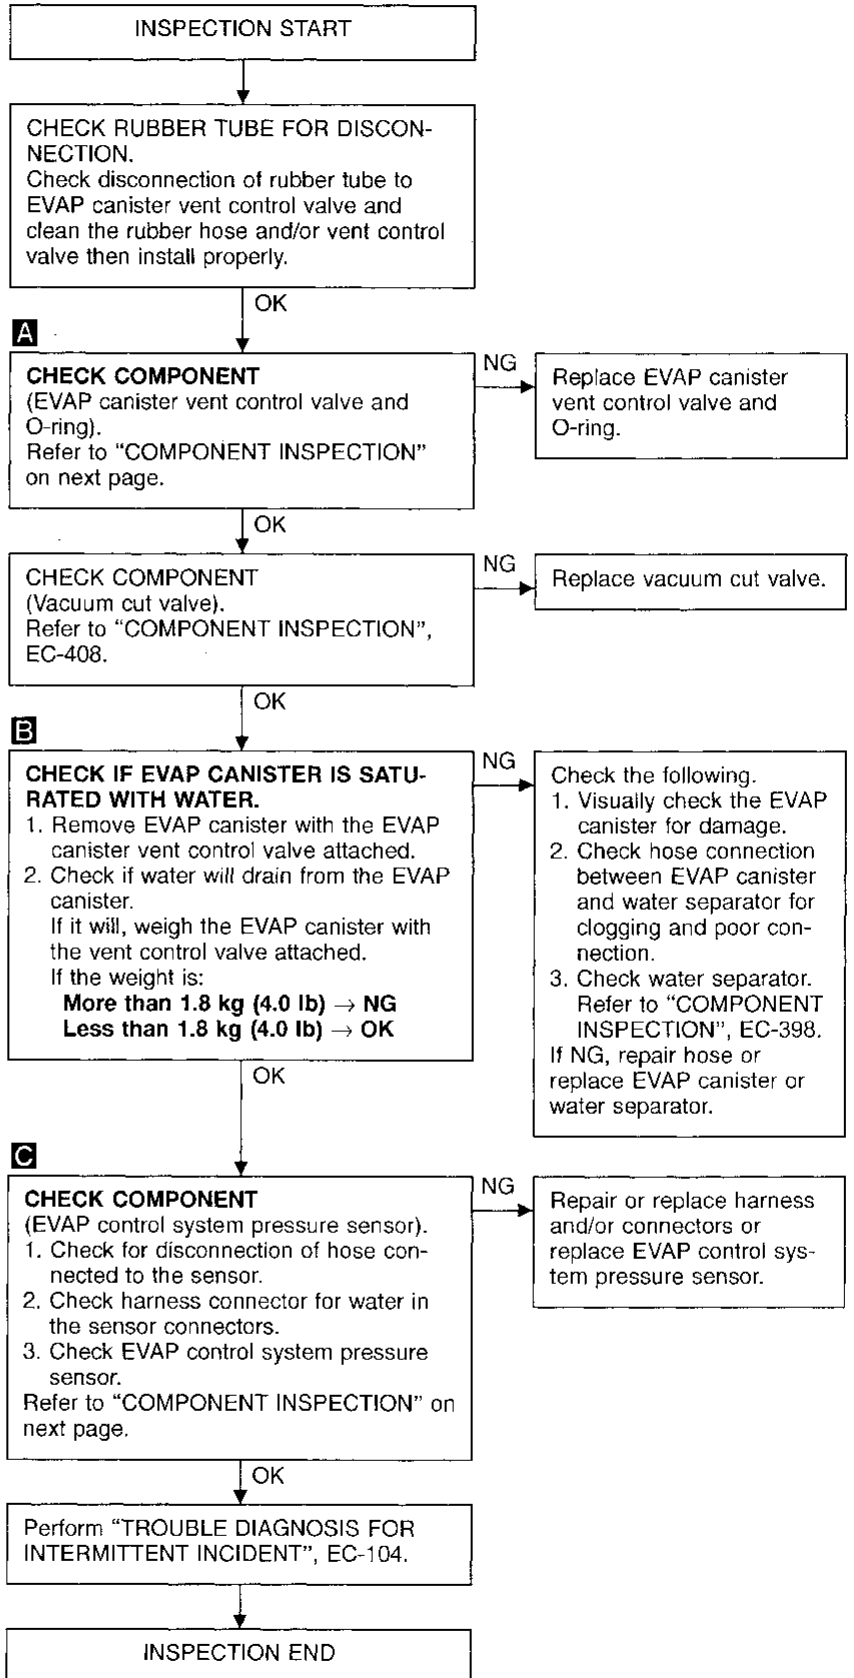 INSPECTION START
CHECK RUBBER TUBE FOR DISCON-
NECTION.
Check disconnection of rubber tube to
EVAP canister vent control valve and
clean the rubber hose and/or vent control
valve then install properly.
OK
A
CHECK COMPONENT
(EVAP canister vent control valve and
O-ring).
Refer to “COMPONENT INSPECTION”
on next page.
NG
Replace EVAP canister
vent control valve and
O-ring.
OK
CHECK COMPONENT
(Vacuum cut valve).
Refer to “COMPONENT INSPECTION”,
EC-408.
NG
Replace vacuum cut valve.
OK
B
CHECK IF EVAP CANISTER IS SATU-
RATED WITH WATER.
1. Remove EVAP canister with the EVAP
canister vent control valve attached.
2. Check if water will drain from the EVAP
canister.
If it will, weigh the EVAP canister with
the vent control valve attached.
If the weight is:
More than 1.8 kg (4.0 lb) → NG
Less than 1.8 kg (4.0 lb) → OK
NG
Check the following.
1. Visually check the EVAP
canister for damage.
2. Check hose connection
between EVAP canister
and water separator for
clogging and poor con-
nection.
3. Check water separator.
Refer to “COMPONENT
INSPECTION”, EC-398.
If NG, repair hose or
replace EVAP canister or
water separator.
OK
C
CHECK COMPONENT
(EVAP control system pressure sensor).
1. Check for disconnection of hose con-
nected to the sensor.
2. Check harness connector for water in
the sensor connectors.
3. Check EVAP control system pressure
sensor.
Refer to “COMPONENT INSPECTION” on
next page.
NG
Repair or replace harness
and/or connectors or
replace EVAP control sys-
tem pressure sensor.
OK
Perform “TROUBLE DIAGNOSIS FOR
INTERMITTENT INCIDENT”, EC-104.
INSPECTION END